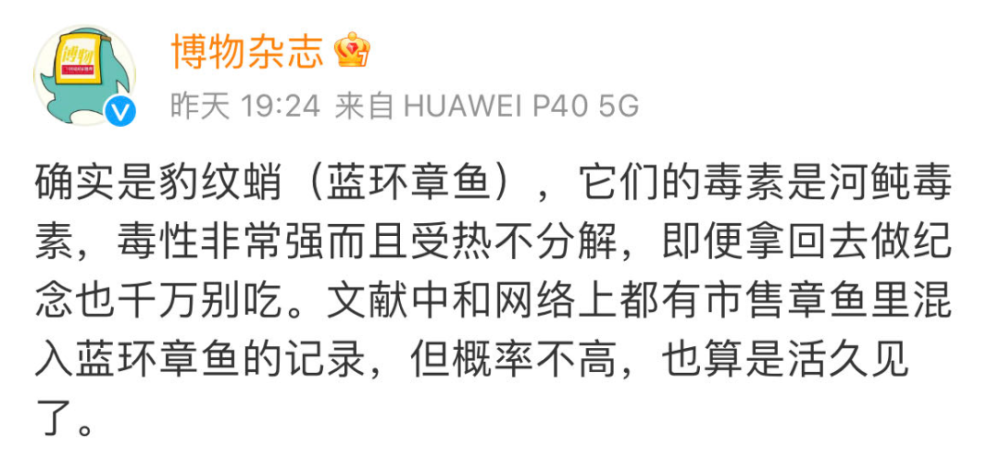 博物杂志
昨天 19:24 来自 HUAWEI P40 5G
确实是豹纹蛸（蓝环章鱼），它们的毒素是河鲀毒
素，毒性非常强而且受热不分解，即便拿回去做纪
念也千万别吃。文献中和网络上都有市售章鱼里混
入蓝环章鱼的记录，但概率不高，也算是活久见
了。